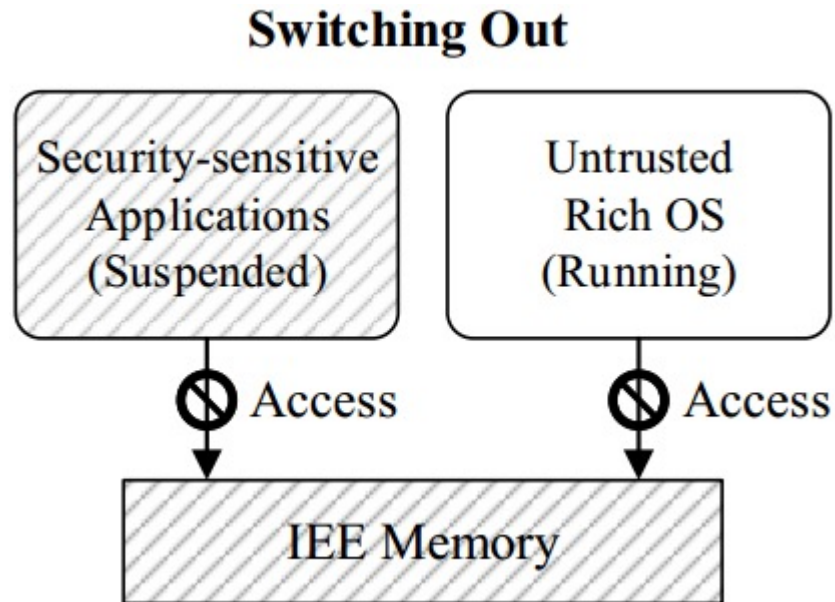 Switching Out
Security-sensitive
Applications
(Suspended)
Untrusted
Rich OS
(Running)
Access
Access
IEE Memory